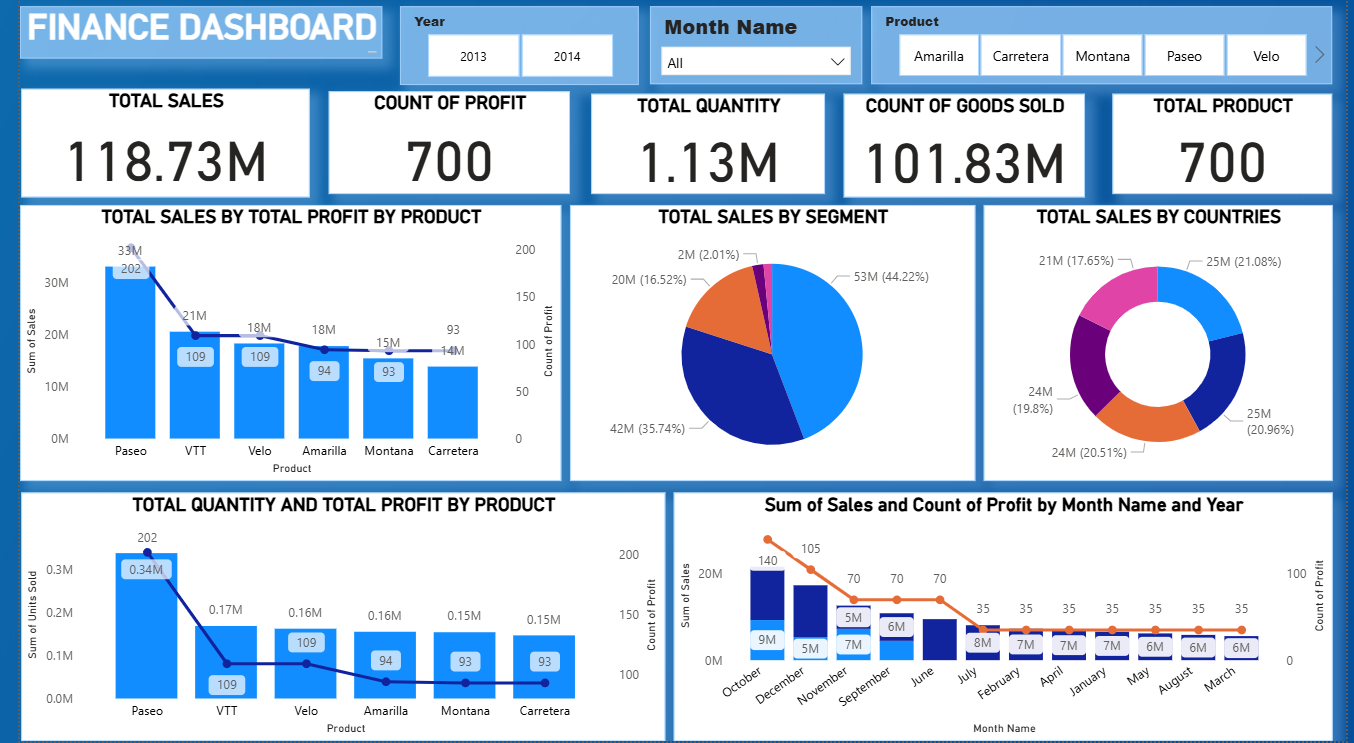 FINANCE DASHBOARD
Year
2013
2014
Month Name
All
Product
Amarilla
Carretera
Montana
Paseo
Velo
TOTAL SALES
118.73M
COUNT OF PROFIT
700
TOTAL QUANTITY
1.13M
COUNT OF GOODS SOLD
101.83M
TOTAL PRODUCT
700
TOTAL SALES BY TOTAL PROFIT BY PRODUCT
Sum of Sales
30M
20M
10M
0M
33M
202
21M
109
18M
109
18M
94
15M
93
93
14M
200
150
100
50
0
Count of Profit
Paseo
VTT
Velo
Amarilla
Montana
Carretera
Product
TOTAL SALES BY SEGMENT
2M (2.01%)
20M (16.52%)
53M (44.22%)
42M (35.74%)
TOTAL SALES BY COUNTRIES
21M (17.65%)
25M (21.08%)
24M
(19.8%)
25M
(20.96%)
24M (20.51%)
TOTAL QUANTITY AND TOTAL PROFIT BY PRODUCT
Sum of Units Sold
0.3M
0.2M
0.1M
0.0M
202
0.34M
0.17M
109
0.16M
109
0.16M
94
0.15M
93
0.15M
93
200
150
100
Count of Profit
Paseo
VTT
Velo
Amarilla
Montana
Carretera
Product
Sum of Sales and Count of Profit by Month Name and Year
Sum of Sales
20M
0M
140
9M
105
5M
70
5M
7M
70
6M
70
35
8M
35
7M
35
7M
35
7M
35
6M
35
6M
35
6M
100
0
Count of Profit
October
December
November
September
June
July
February
April
January
May
August
March
Month Name